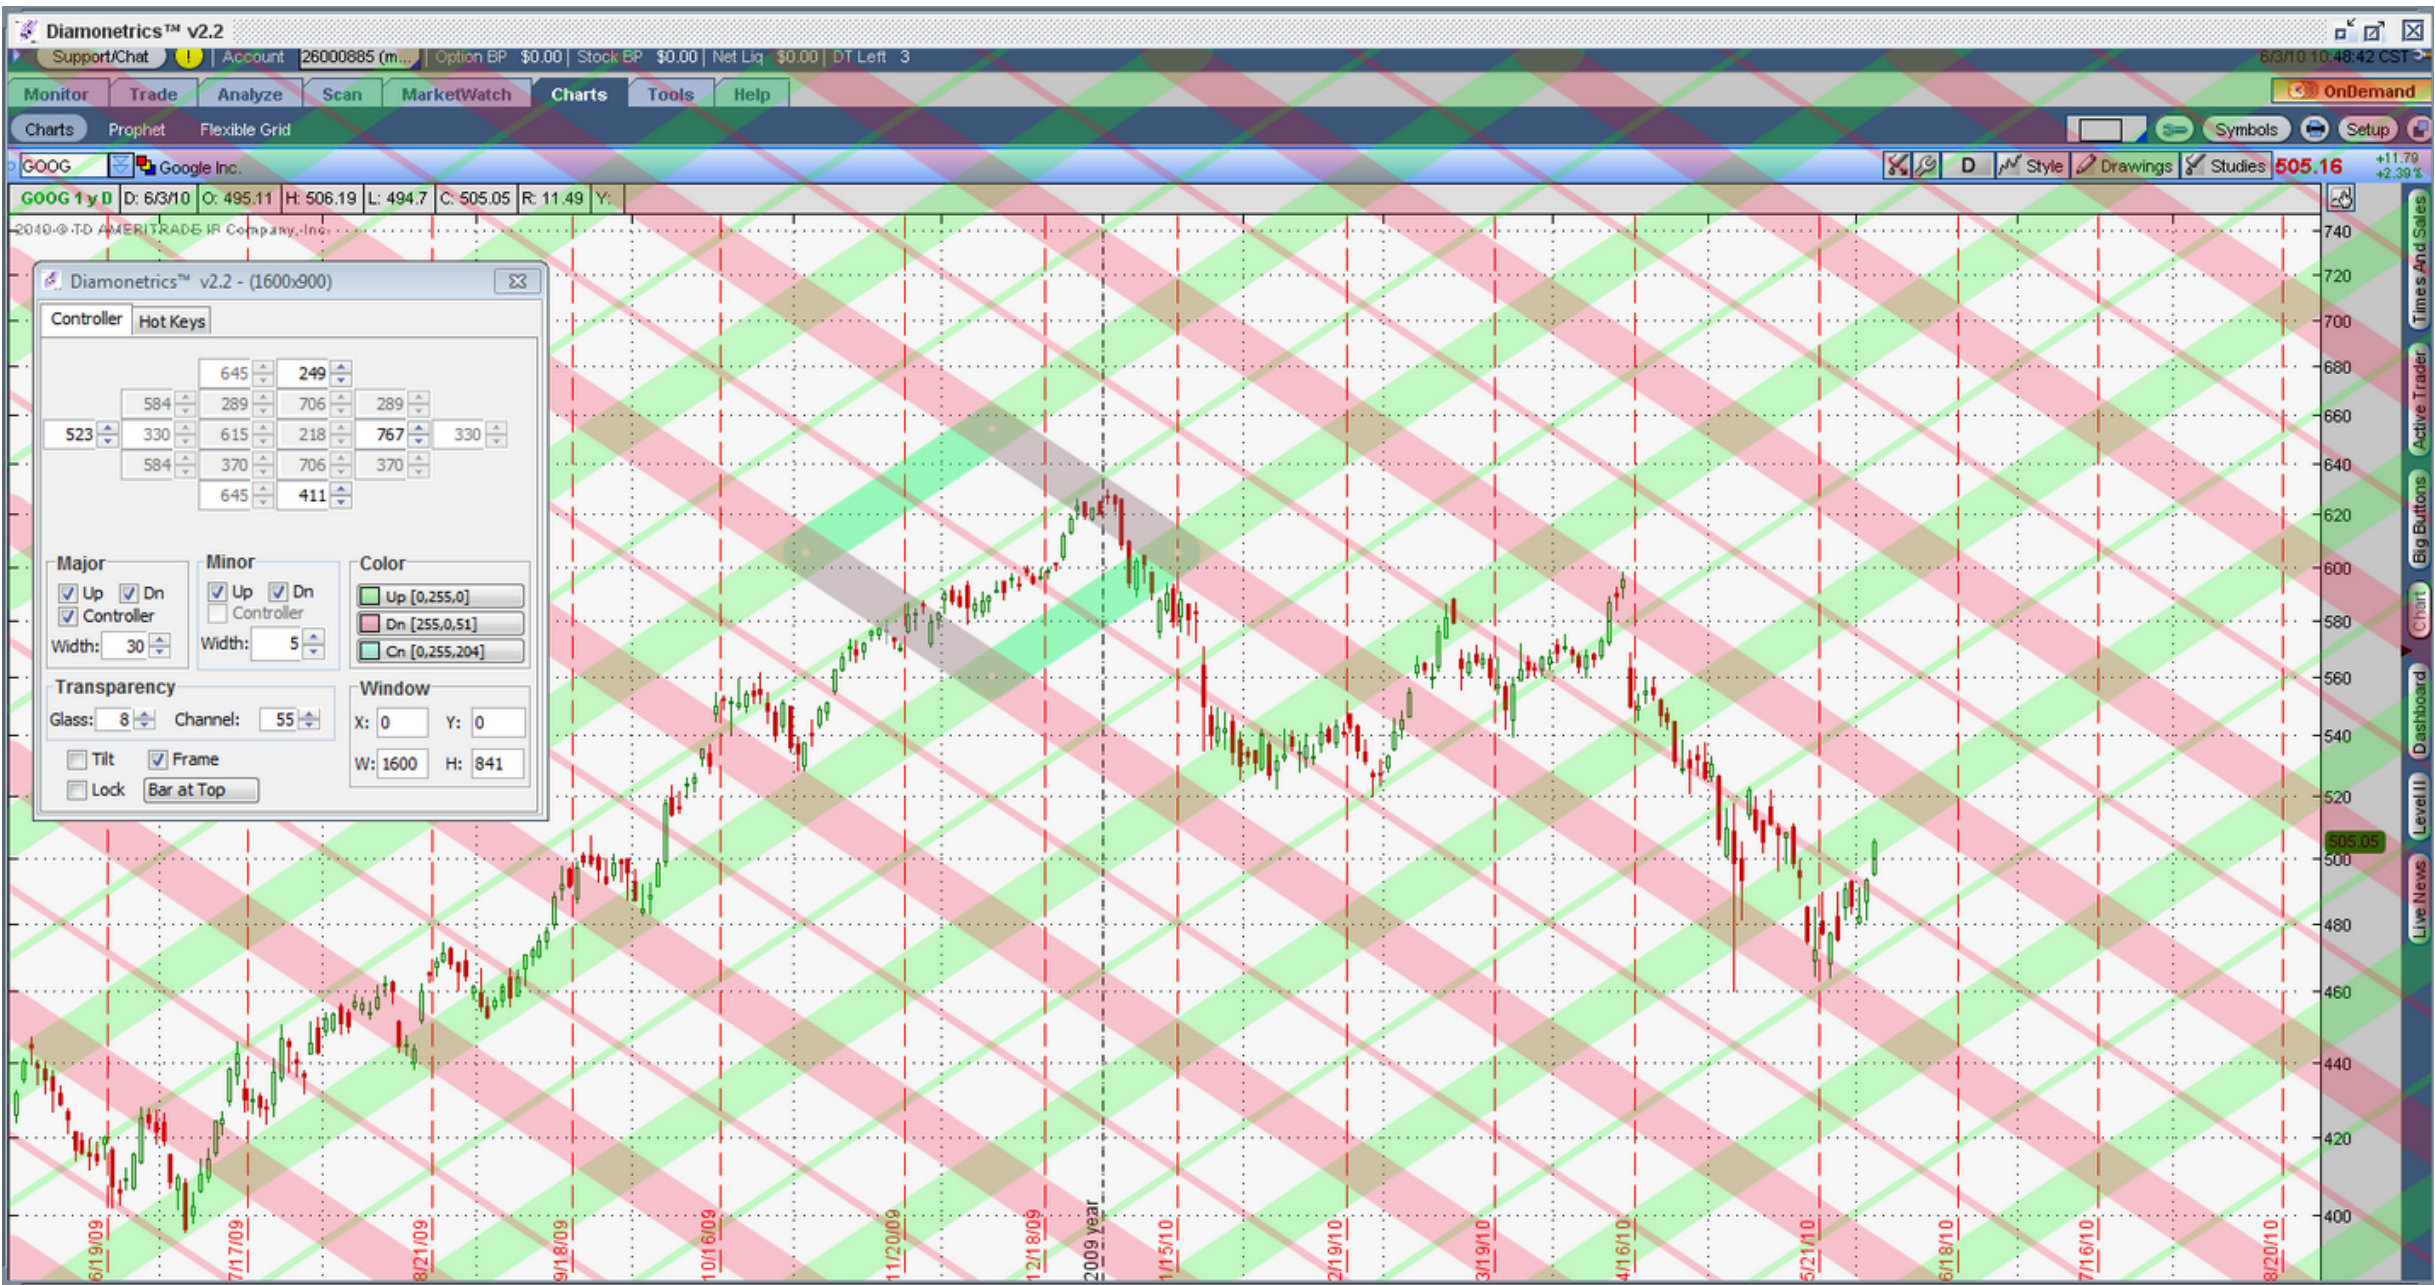 Diamonetrics™ v2.2
Support/Chat ! Account 26000885 (m... Option BP $0.00 Stock BP $0.00 Net Liq $0.00 DT Left 3 6/3/10 10:48:42 CST
Monitor Trade Analyze Scan MarketWatch Charts Tools Help OnDemand
Charts Prophet Flexible Grid Symbols Setup
GOOG Google Inc. D Style Drawings Studies 505.16 +11.79
+2.39%
GOOG 1 y D D: 6/3/10 O: 495.11 H: 506.19 L: 494.7 C: 505.05 R: 11.49 Y:
2010 © TD AMERITRADE IP Company, Inc.
Diamonetrics™ v2.2 - (1600x900)
Controller Hot Keys
645 249
584 289 706 289
523 330 615 218 767 330
584 370 706 370
645 411
Major Minor Color
Up Dn Up Dn Up [0,255,0]
Controller Controller Dn [255,0,51]
Width: 30 Width: 5 Cn [0,255,204]
Transparency Window
Glass: 8 Channel: 55 X: 0 Y: 0
Tilt Frame W: 1600 H: 841
Lock Bar at Top
740
720
700
680
660
640
620
600
580
560
540
520
505.05
500
480
460
440
420
400
6/19/09 7/17/09 8/21/09 9/18/09 10/16/09 11/20/09 12/18/09 2009 year 1/15/10 2/19/10 3/19/10 4/16/10 5/21/10 6/18/10 7/16/10 8/20/10
Times And Sales
Active Trader
Big Buttons
Chart
Dashboard
Level II
Live News